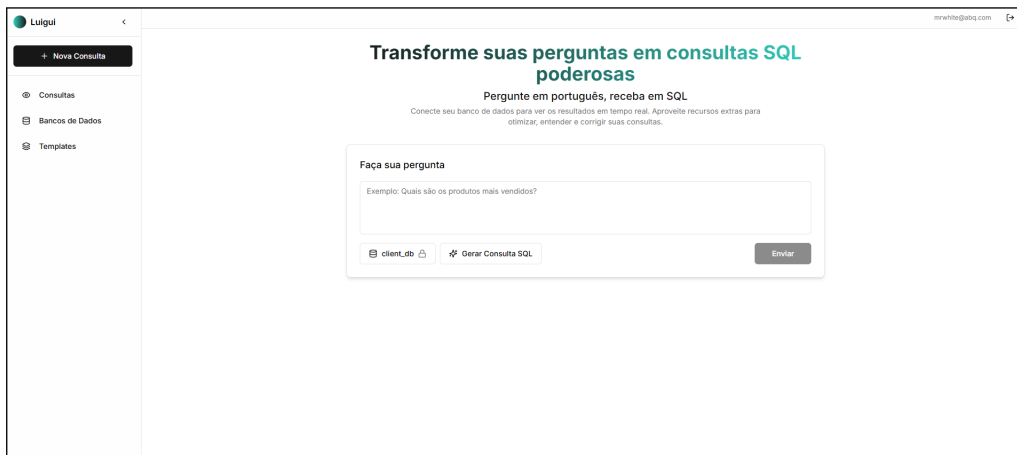 Luigui
mrwhite@abq.com
+ Nova Consulta
Consultas
Bancos de Dados
Templates
Transforme suas perguntas em consultas SQL
poderosas
Pergunte em português, receba em SQL
Conecte seu banco de dados para ver os resultados em tempo real. Aproveite recursos extras para
otimizar, entender e corrigir suas consultas.
Faça sua pergunta
Exemplo: Quais são os produtos mais vendidos?
client_db
Gerar Consulta SQL
Enviar